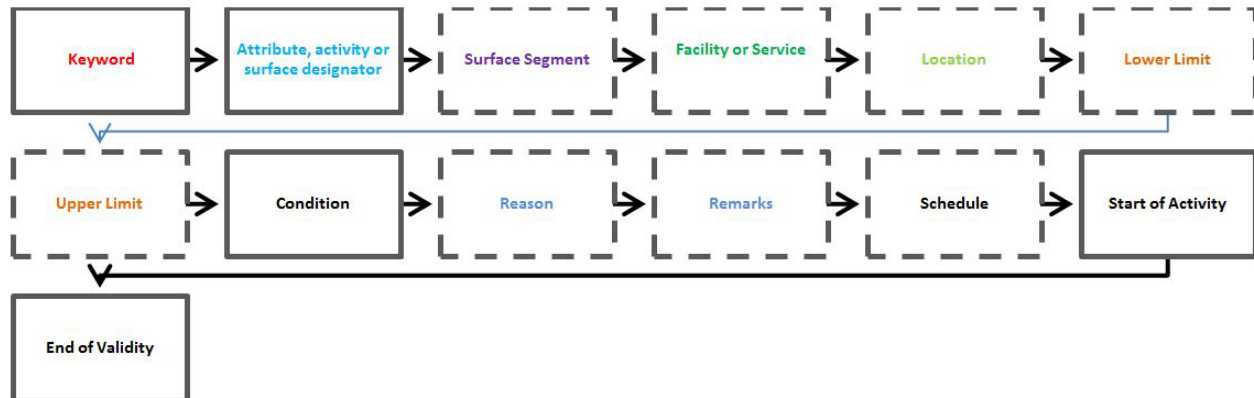 Keyword
Attribute, activity or
surface designator
Surface Segment
Facility or Service
Location
Lower Limit
Upper Limit
Condition
Reason
Remarks
Schedule
Start of Activity
End of Validity